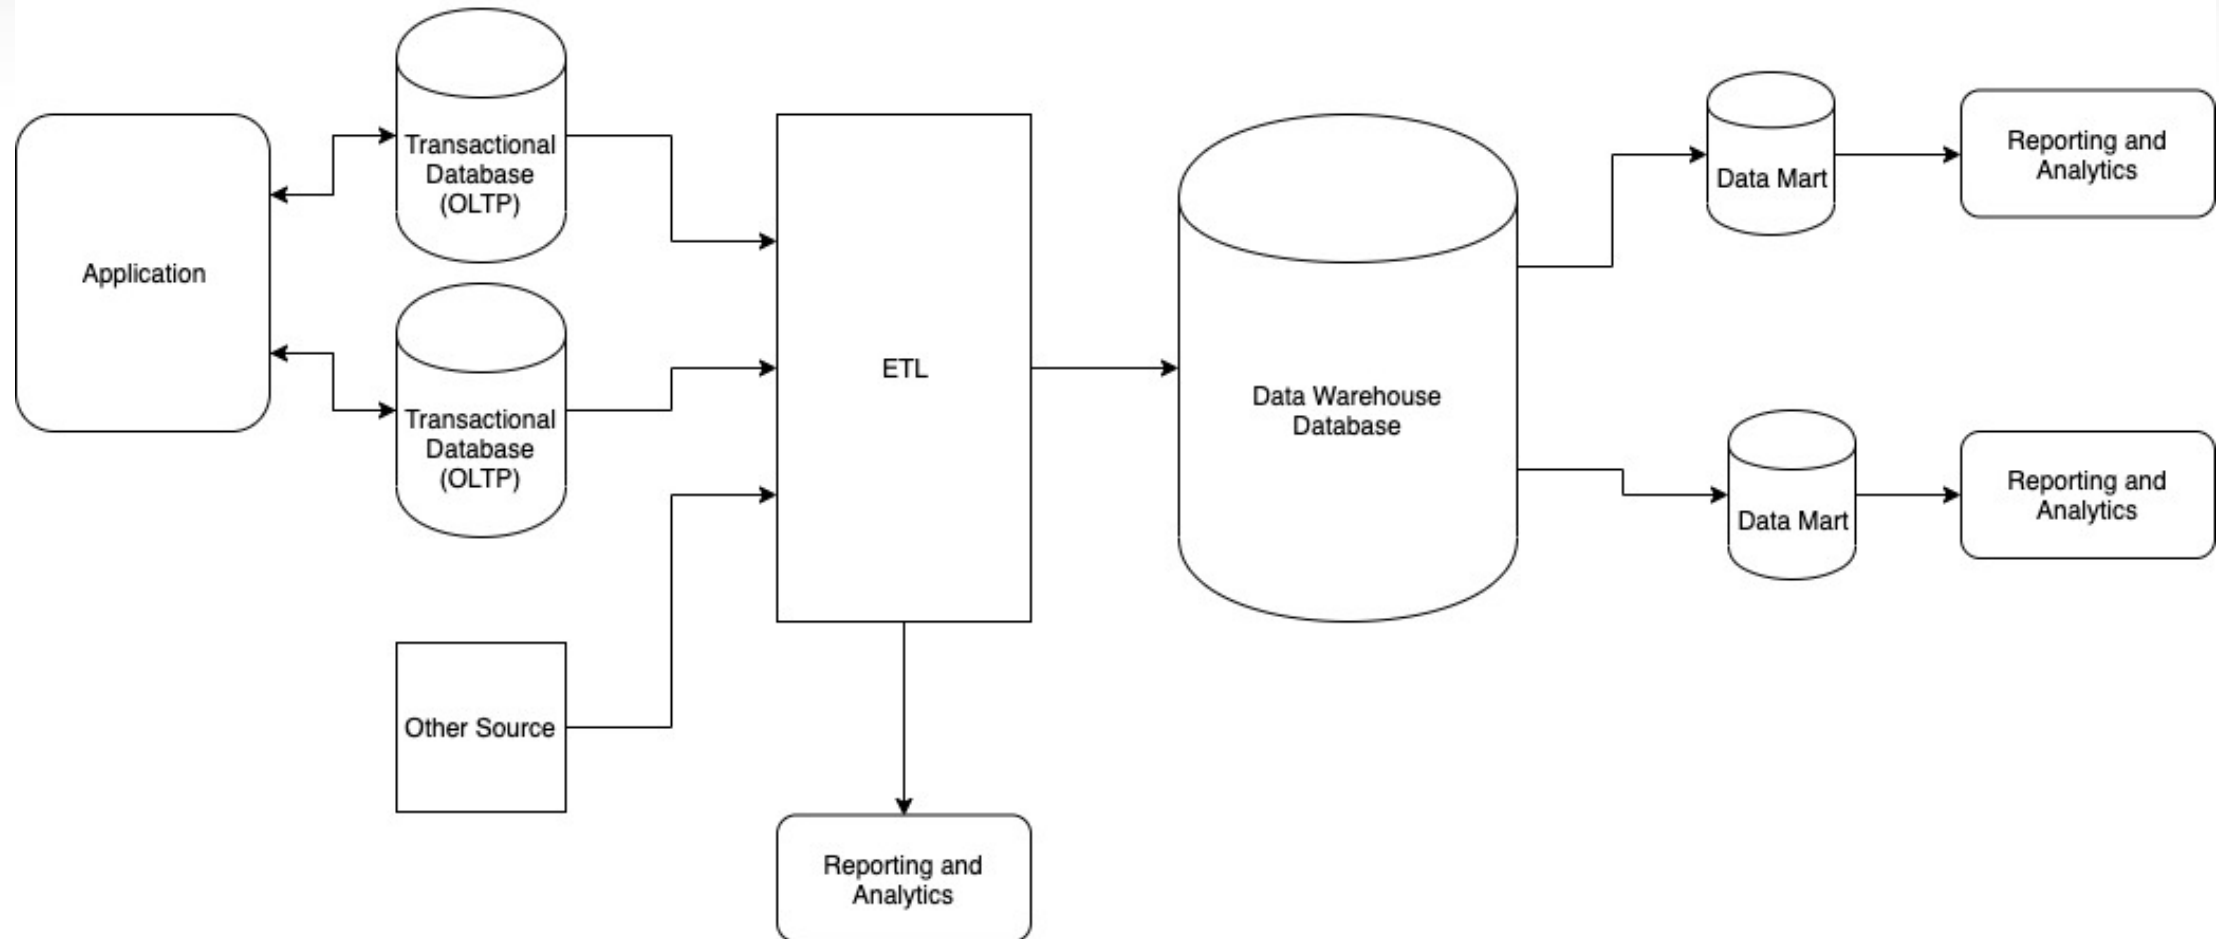 Application
Transactional
Database
(OLTP)
Transactional
Database
(OLTP)
Other Source
ETL
Reporting and
Analytics
Data Warehouse
Database
Data Mart
Reporting and
Analytics
Data Mart
Reporting and
Analytics